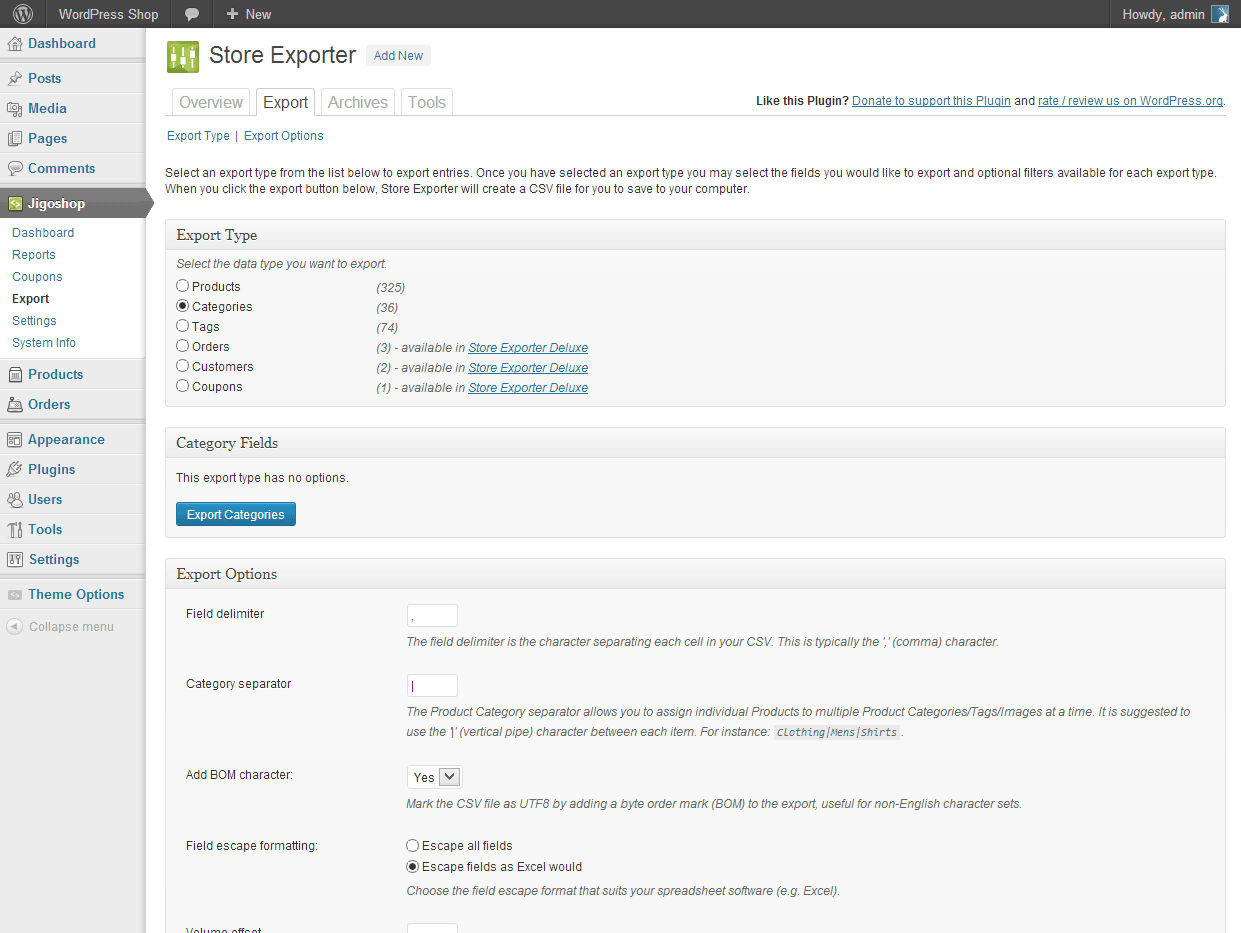 WordPress Shop
New
Howdy, admin
Dashboard
Posts
Media
Pages
Comments
Jigoshop
Dashboard
Reports
Coupons
Export
Settings
System Info
Products
Orders
Appearance
Plugins
Users
Tools
Settings
Theme Options
Collapse menu
Store Exporter Add New
Overview Export Archives Tools
Like this Plugin? Donate to support this Plugin and rate / review us on WordPress.org.
Export Type | Export Options
Select an export type from the list below to export entries. Once you have selected an export type you may select the fields you would like to export and optional filters available for each export type.
When you click the export button below, Store Exporter will create a CSV file for you to save to your computer.
Export Type
Select the data type you want to export.
Products (325)
Categories (36)
Tags (74)
Orders (3) - available in Store Exporter Deluxe
Customers (2) - available in Store Exporter Deluxe
Coupons (1) - available in Store Exporter Deluxe
Category Fields
This export type has no options.
Export Categories
Export Options
Field delimiter ,
The field delimiter is the character separating each cell in your CSV. This is typically the ',' (comma) character.
Category separator |
The Product Category separator allows you to assign individual Products to multiple Product Categories/Tags/Images at a time. It is suggested to
use the '|' (vertical pipe) character between each item. For instance: Clothing|Mens|Shirts.
Add BOM character: Yes
Mark the CSV file as UTF8 by adding a byte order mark (BOM) to the export, useful for non-English character sets.
Field escape formatting: Escape all fields
Escape fields as Excel would
Choose the field escape format that suits your spreadsheet software (e.g. Excel).
Volume offset